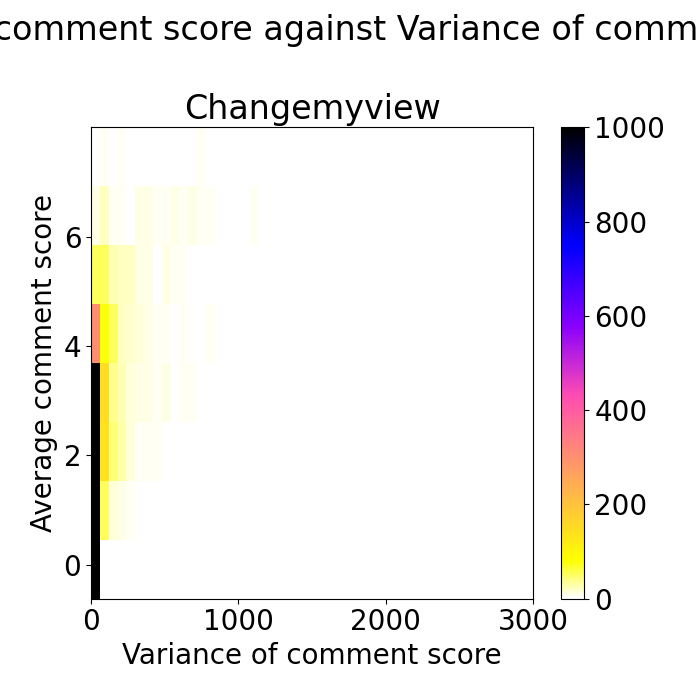 comment score against Variance of comm
Changemyview
1000
800
600
400
200
0
6
4
2
0
Average comment score
0 1000 2000 3000
Variance of comment score